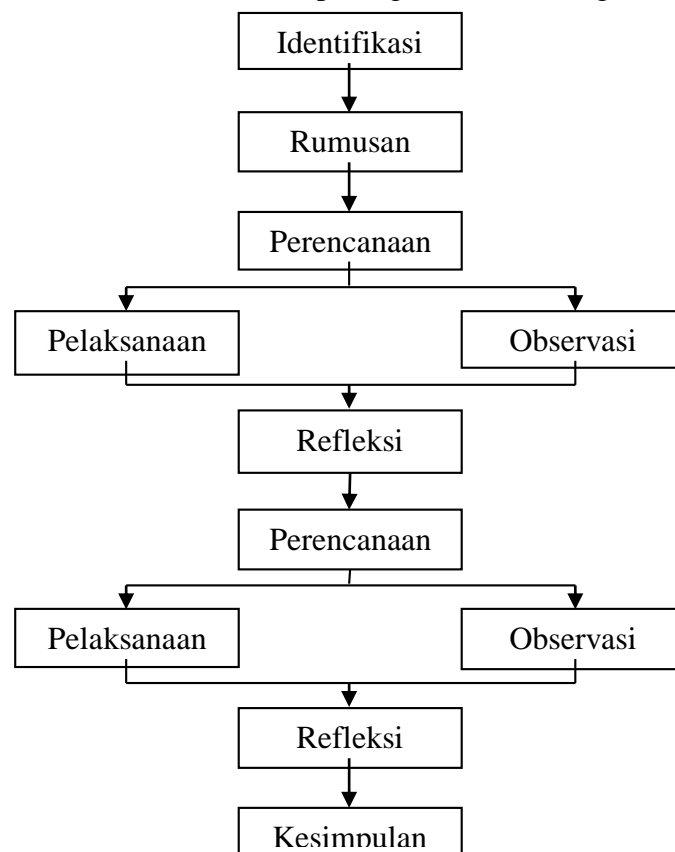 Identifikasi
Rumusan
Perencanaan
Pelaksanaan
Observasi
Refleksi
Perencanaan
Pelaksanaan
Observasi
Refleksi
Kesimpulan